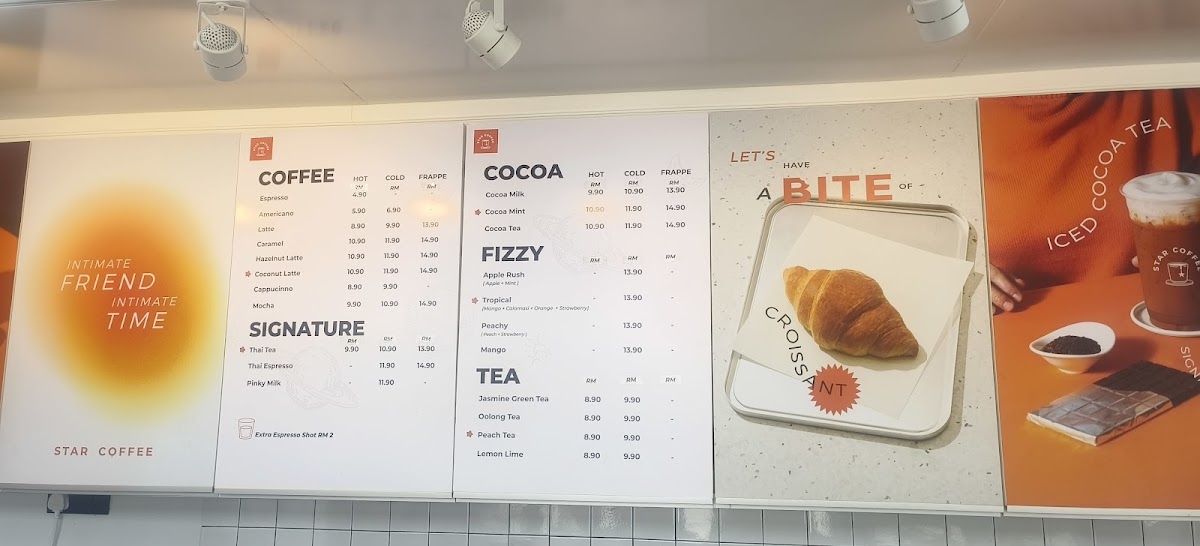 INTIMATE
FRIEND
INTIMATE
TIME
STAR COFFEE
COFFEE HOT COLD FRAPPE
RM RM RM
Espresso 4.90 - -
Americano 5.90 6.90 -
Latte 8.90 9.90 13.90
Caramel 10.90 11.90 14.90
Hazelnut Latte 10.90 11.90 14.90
Coconut Latte 10.90 11.90 14.90
Cappucinno 8.90 9.90 -
Mocha 9.90 10.90 14.90
SIGNATURE
RM RM RM
Thai Tea 9.90 10.90 13.90
Thai Espresso - 11.90 14.90
Pinky Milk - 11.90 -
Extra Espresso Shot RM 2
COCOA HOT COLD FRAPPE
RM RM RM
Cocoa Milk 9.90 10.90 13.90
Cocoa Mint 10.90 11.90 14.90
Cocoa Tea 10.90 11.90 14.90
FIZZY RM RM RM
Apple Rush - 13.90 -
( Apple + Mint )
Tropical - 13.90 -
(Mango + Calamasi + Orange + Strawberry)
Peachy - 13.90 -
( Peach + Strawberry )
Mango - 13.90 -
TEA RM RM RM
Jasmine Green Tea 8.90 9.90 -
Oolong Tea 8.90 9.90 -
Peach Tea 8.90 9.90 -
Lemon Lime 8.90 9.90 -
LET'S
HAVE
A BITE OF
CROISSANT
ICED COCOA TEA
STAR COFFEE
SIGN